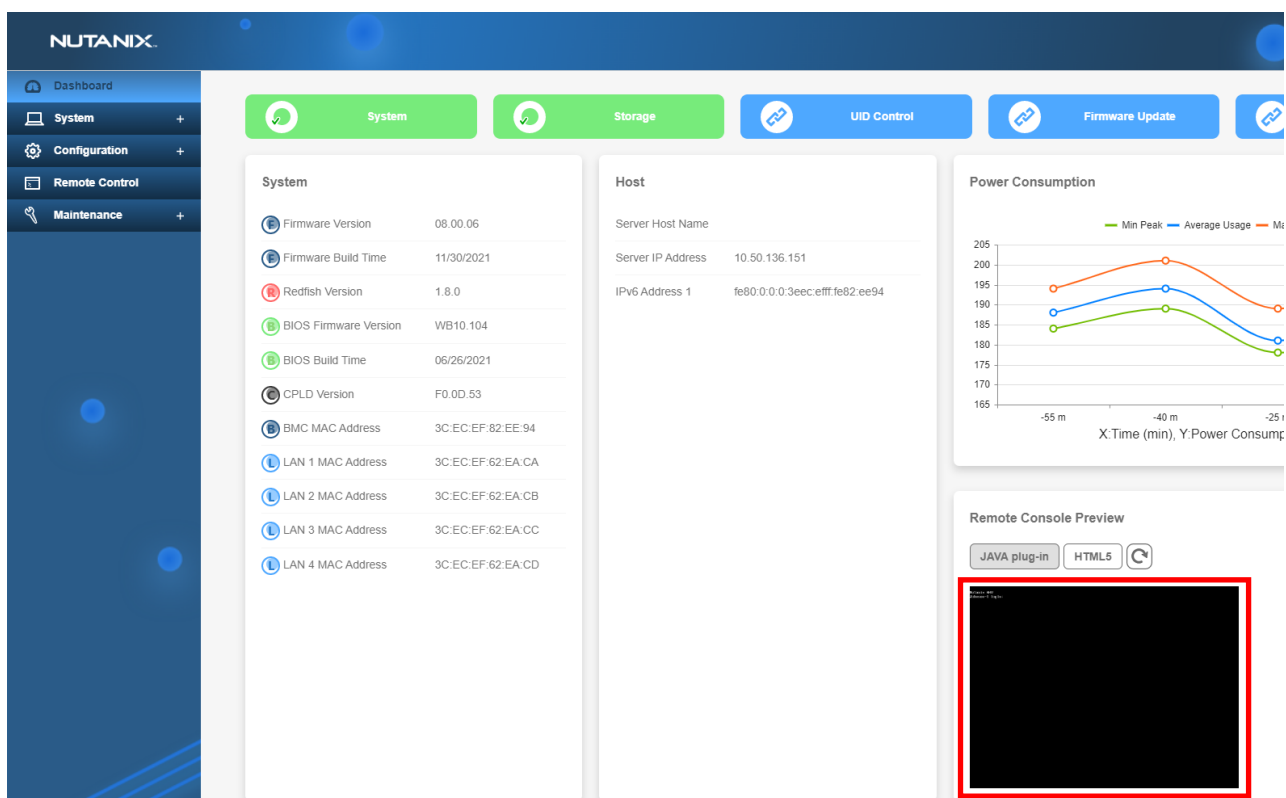 NUTANIX
Dashboard
System +
Configuration +
Remote Control
Maintenance +
System
Storage
UID Control
Firmware Update
System
Firmware Version 08.00.06
Firmware Build Time 11/30/2021
Redfish Version 1.8.0
BIOS Firmware Version WB10.104
BIOS Build Time 06/26/2021
CPLD Version F0.0D.53
BMC MAC Address 3C:EC:EF:82:EE:94
LAN 1 MAC Address 3C:EC:EF:62:EA:CA
LAN 2 MAC Address 3C:EC:EF:62:EA:CB
LAN 3 MAC Address 3C:EC:EF:62:EA:CC
LAN 4 MAC Address 3C:EC:EF:62:EA:CD
Host
Server Host Name
Server IP Address 10.50.136.151
IPv6 Address 1 fe80:0:0:0:3eec:efff:fe82:ee94
Power Consumption
Min Peak Average Usage Ma
205
200
195
190
185
180
175
170
165
-55 m -40 m -25
X:Time (min), Y:Power Consump
Remote Console Preview
JAVA plug-in HTML5